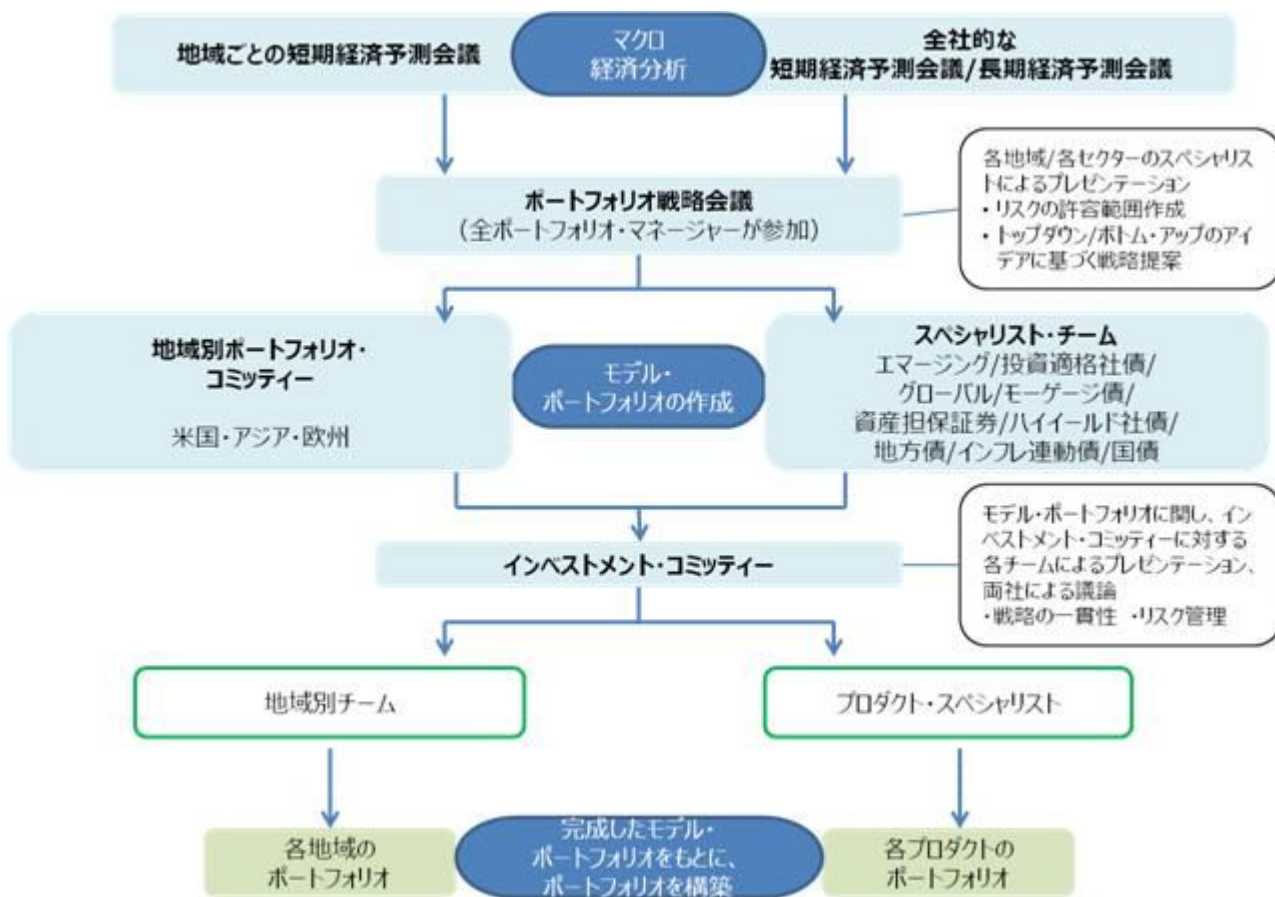 地域ごとの短期経済予測会議
マクロ
経済分析
全社的な
短期経済予測会議/長期経済予測会議
ポートフォリオ戦略会議
（全ポートフォリオ・マネージャーが参加）
各地域/各セクターのスペシャリス
トによるプレゼンテーション
・リスクの許容範囲作成
・トップダウン/ボトム・アップのアイ
デアに基づく戦略提案
地域別ポートフォリオ・
コミッティー
米国・アジア・欧州
モデル・
ポートフォリオの作成
スペシャリスト・チーム
エマージング/投資適格社債/
グローバル/モーゲージ債/
資産担保証券/ハイイールド社債/
地方債/インフレ連動債/国債
インベストメント・コミッティー
モデル・ポートフォリオに関し、イン
ベストメント・コミッティーに対する
各チームによるプレゼンテーション、
両社による議論
・戦略の一貫性 ・リスク管理
地域別チーム
プロダクト・スペシャリスト
各地域の
ポートフォリオ
完成したモデル・
ポートフォリオをもとに、
ポートフォリオを構築
各プロダクトの
ポートフォリオ